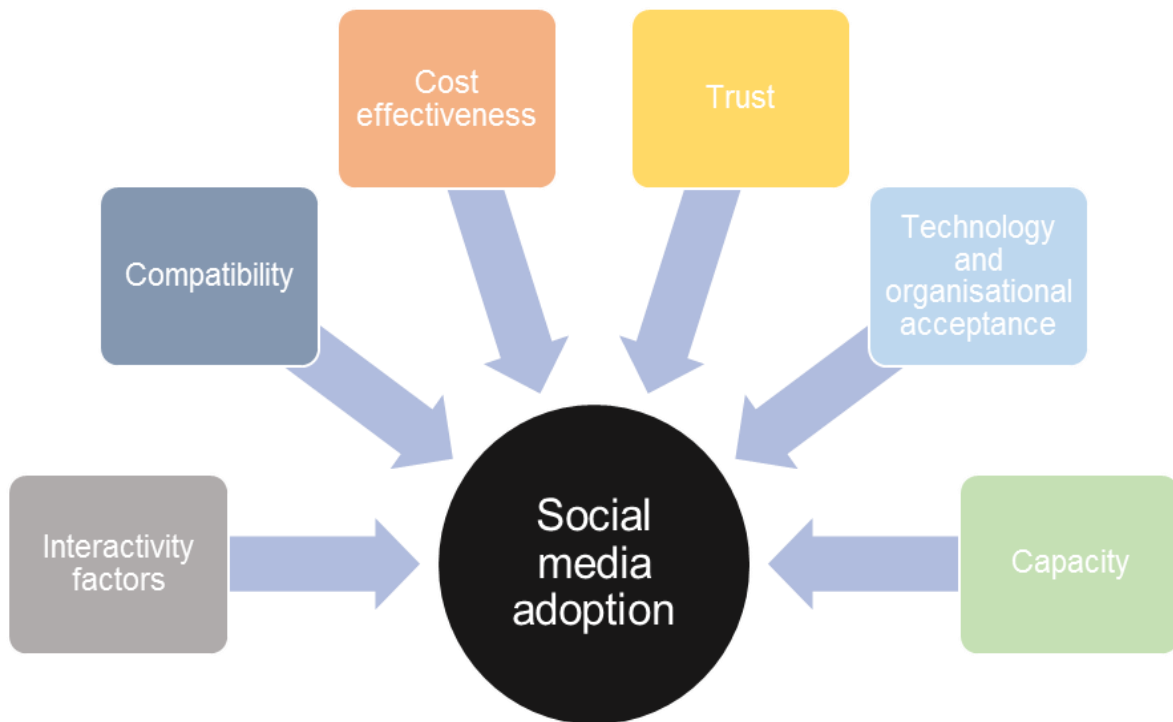 Cost
effectiveness
Trust
Compatibility
Technology
and
organisational
acceptance
Interactivity
factors
Social
media
adoption
Capacity